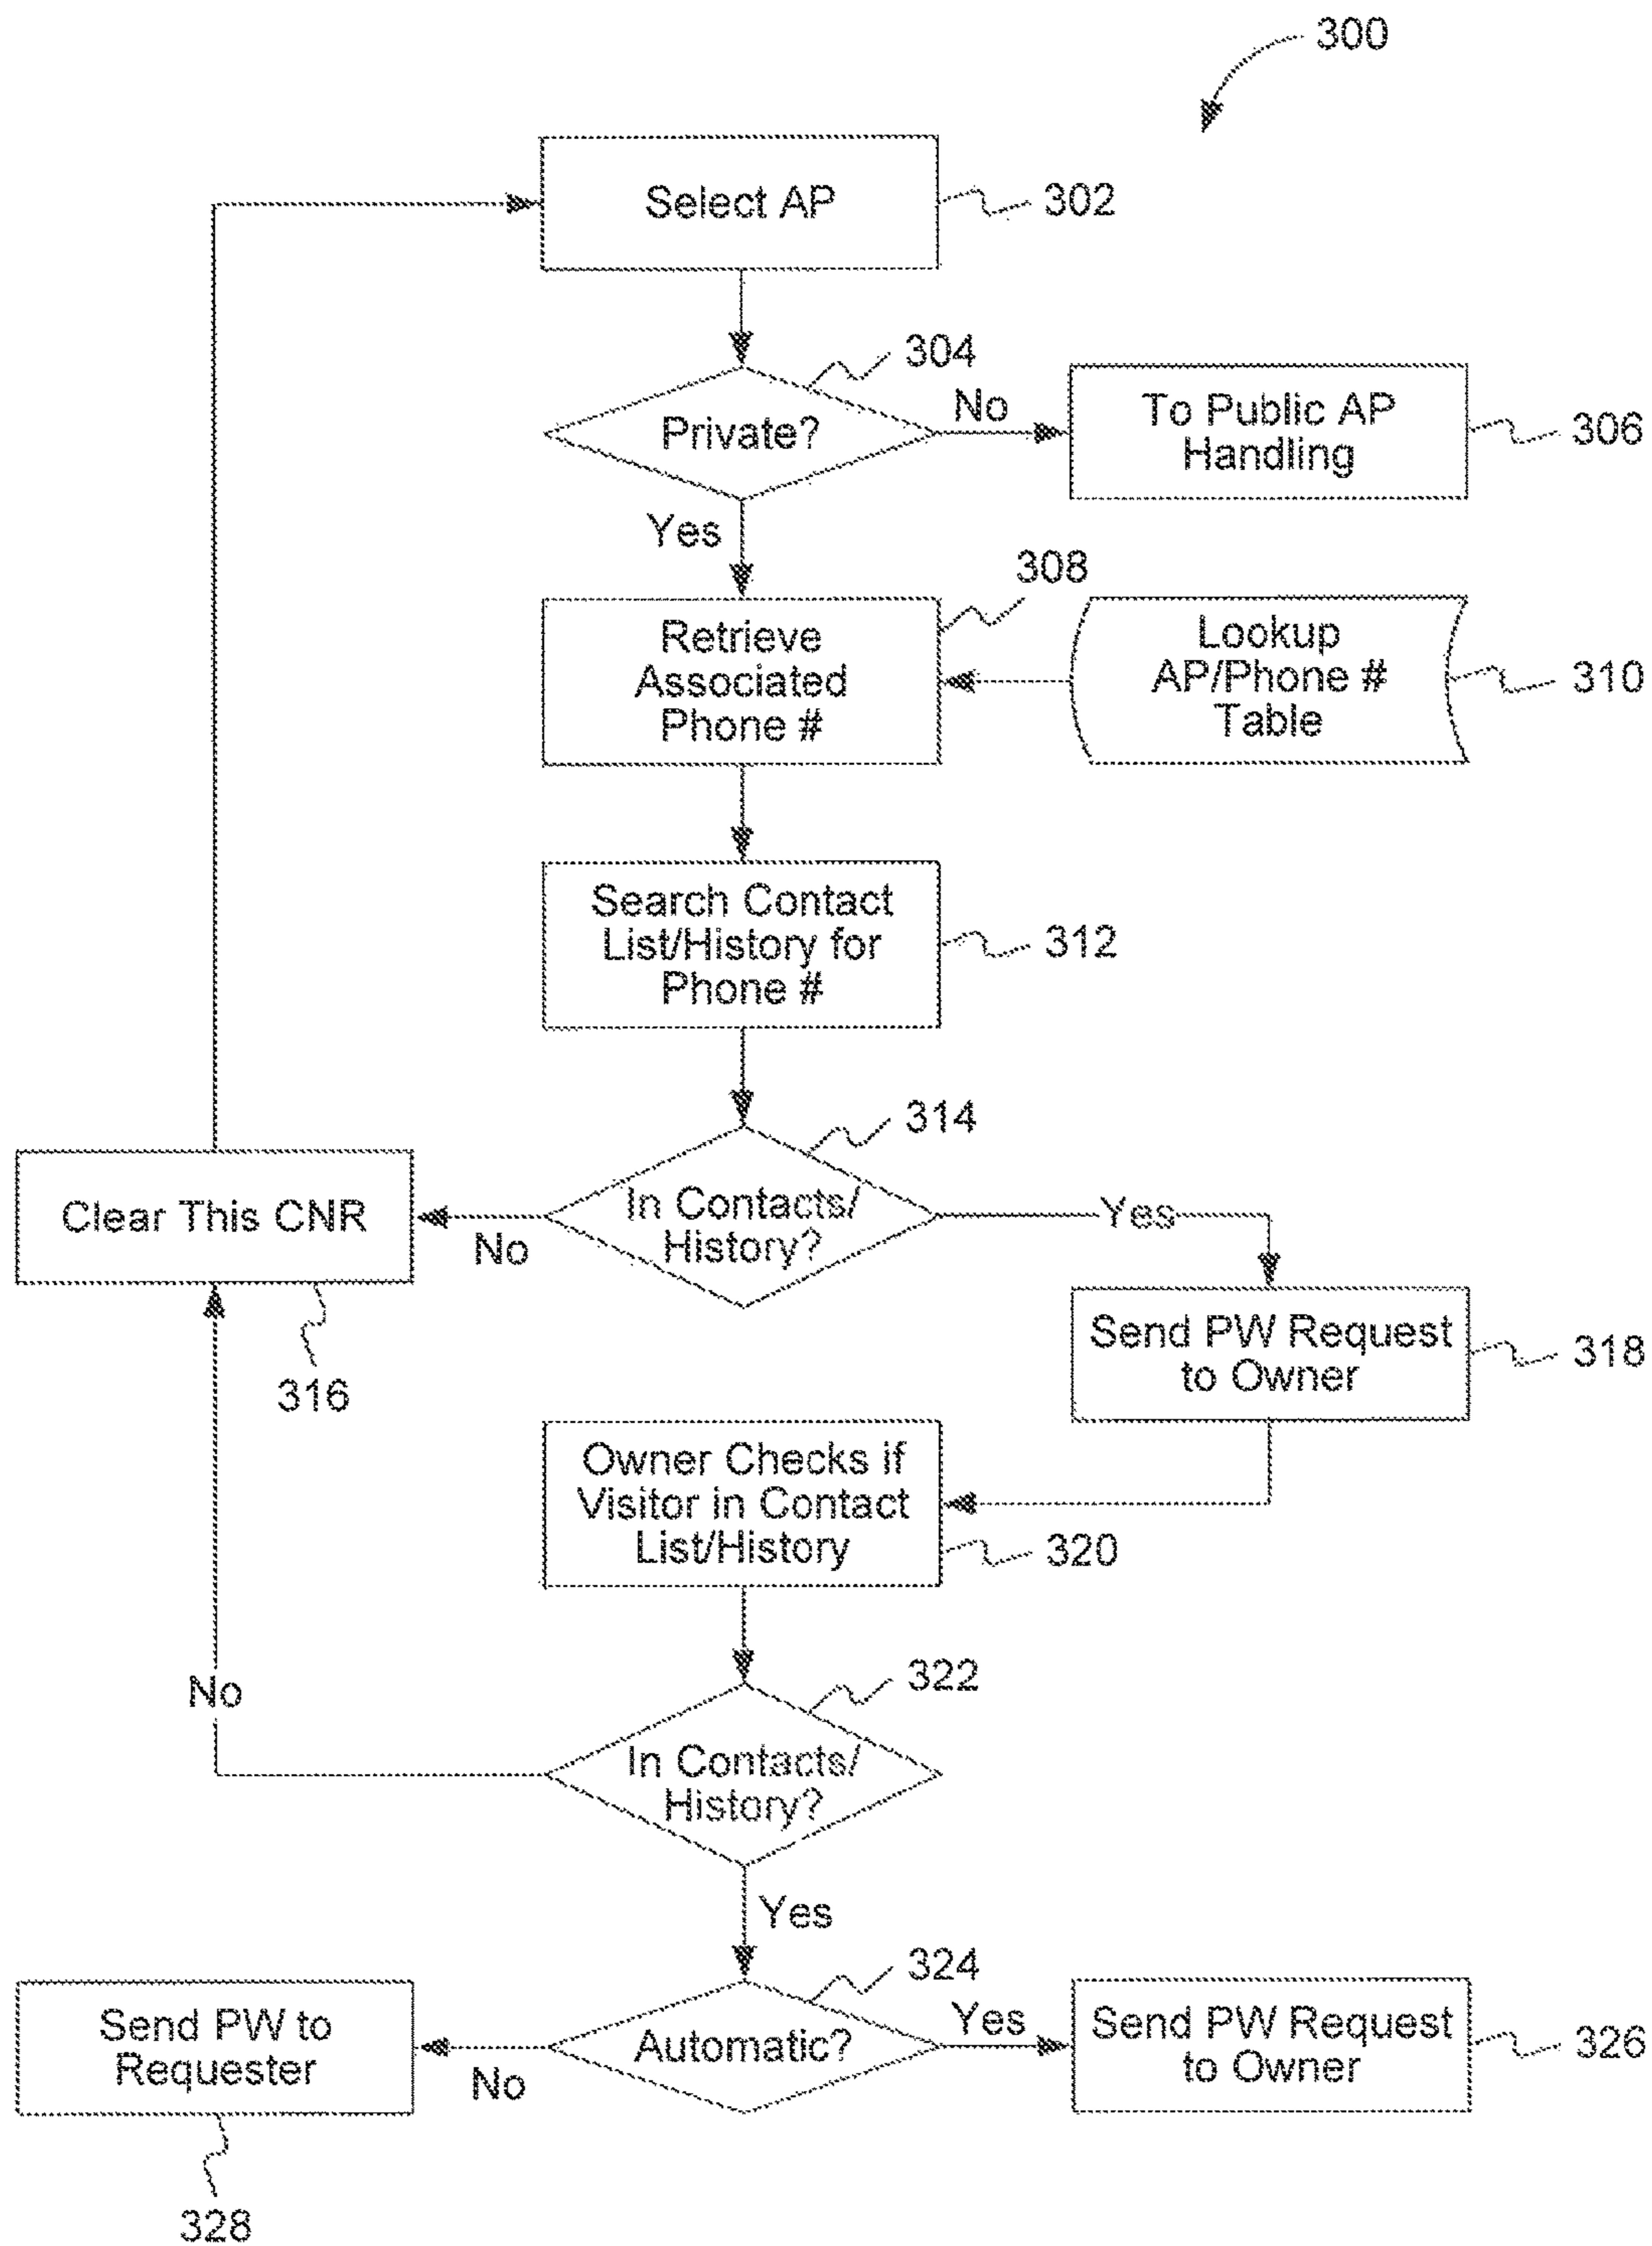 300
Select AP
302
304
Private?
No
To Public AP
Handling
306
Yes
308
Retrieve
Associated
Phone #
Lookup
AP/Phone #
Table
310
Search Contact
List/History for
Phone #
312
314
In Contacts/
History?
No
Clear This CNR
316
Yes
Send PW Request
to Owner
318
Owner Checks if
Visitor in Contact
List/History
320
322
In Contacts/
History?
No
Yes
324
Automatic?
Yes
Send PW Request
to Owner
326
No
Send PW to
Requester
328